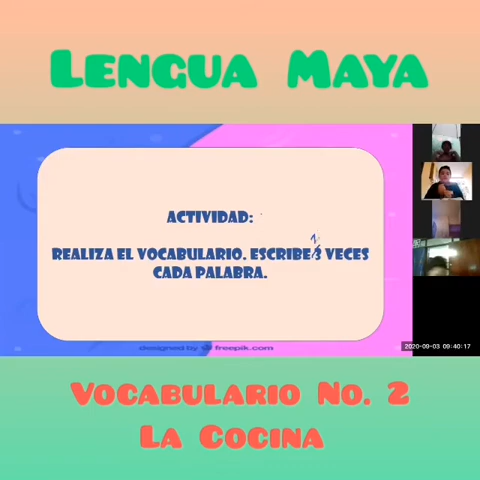 Lengua Maya
ACTIVIDAD:
REALIZA EL VOCABULARIO. ESCRIBE 3 VECES
CADA PALABRA.
designed by freepik.com
2020-09-03 09:40:17
Vocabulario No. 2
La Cocina